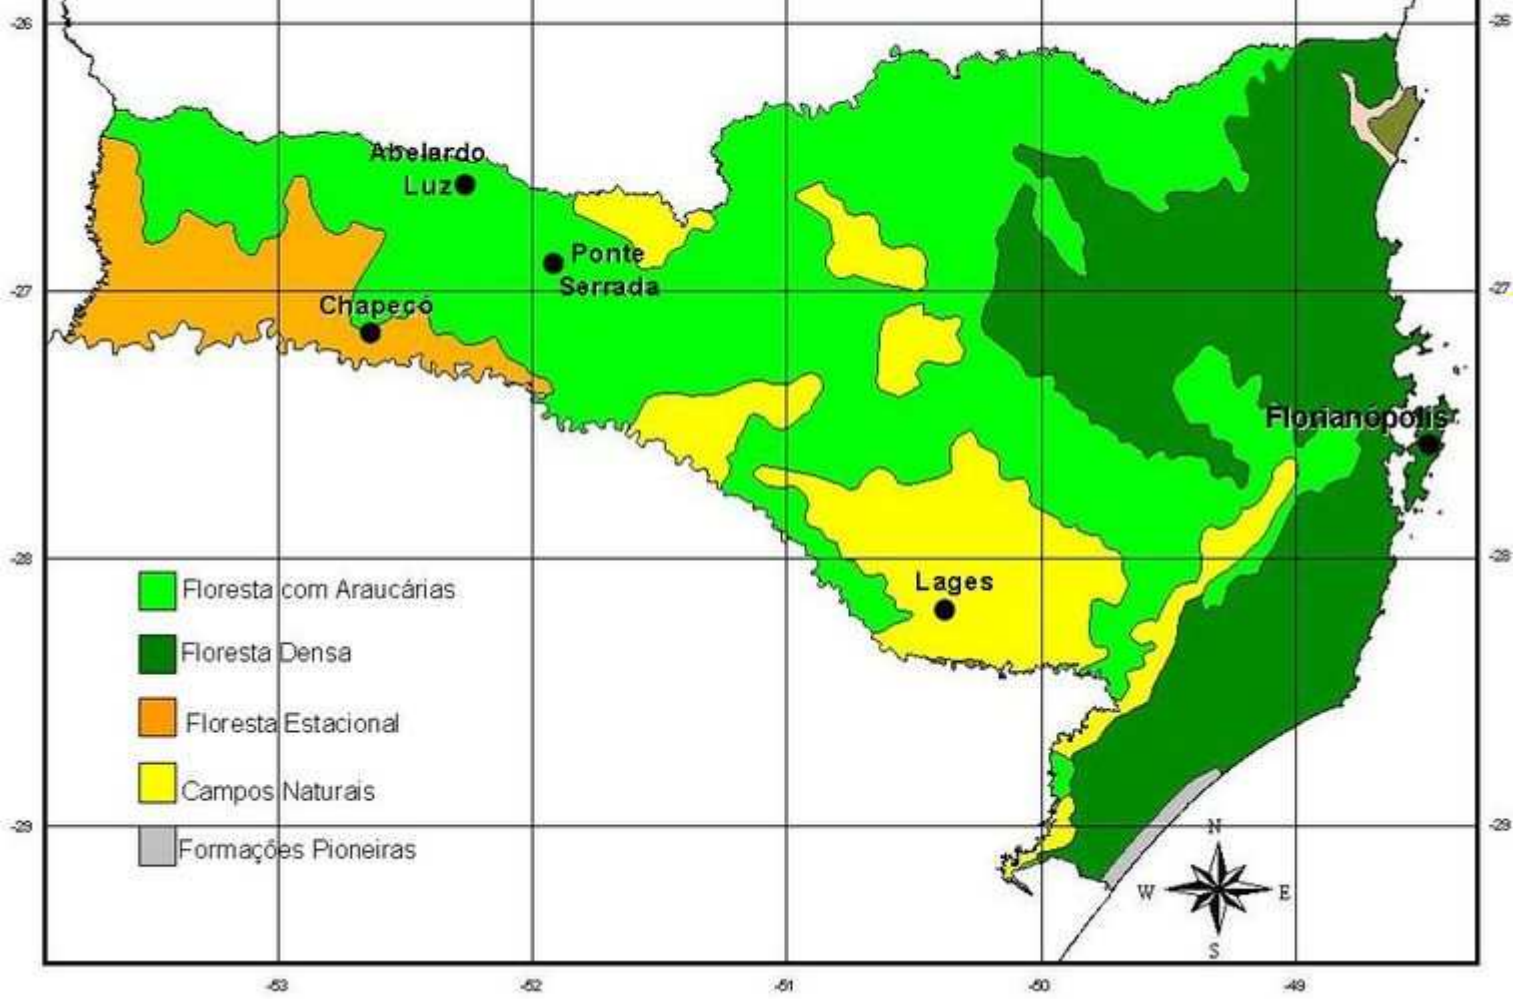 -26
-26
Abelardo
Luz
Ponte
Serrada
-27
-27
Chapecó
Florianópolis
-28
-28
Lages
Floresta com Araucárias
Floresta Densa
Floresta Estacional
Campos Naturais
-29
-29
Formações Pioneiras
N
W
E
S
-53
-52
-51
-50
-49